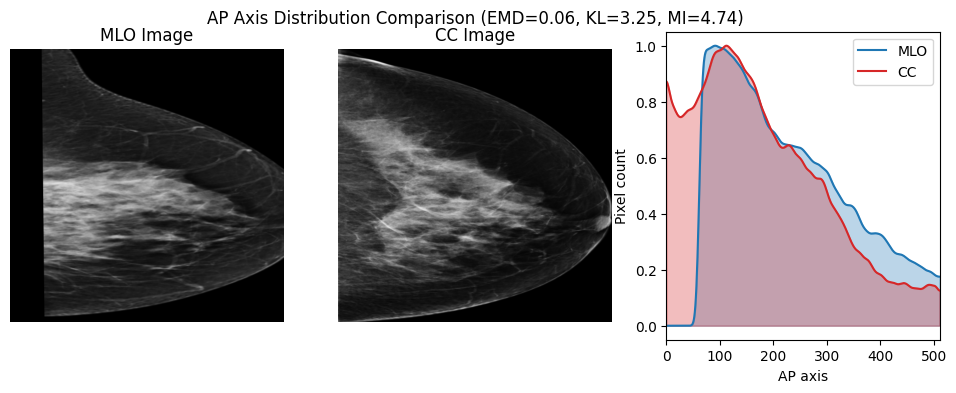 AP Axis Distribution Comparison (EMD=0.06, KL=3.25, MI=4.74)
MLO Image
CC Image
MLO
CC
Pixel count
1.0
0.8
0.6
0.4
0.2
0.0
0 100 200 300 400 500
AP axis